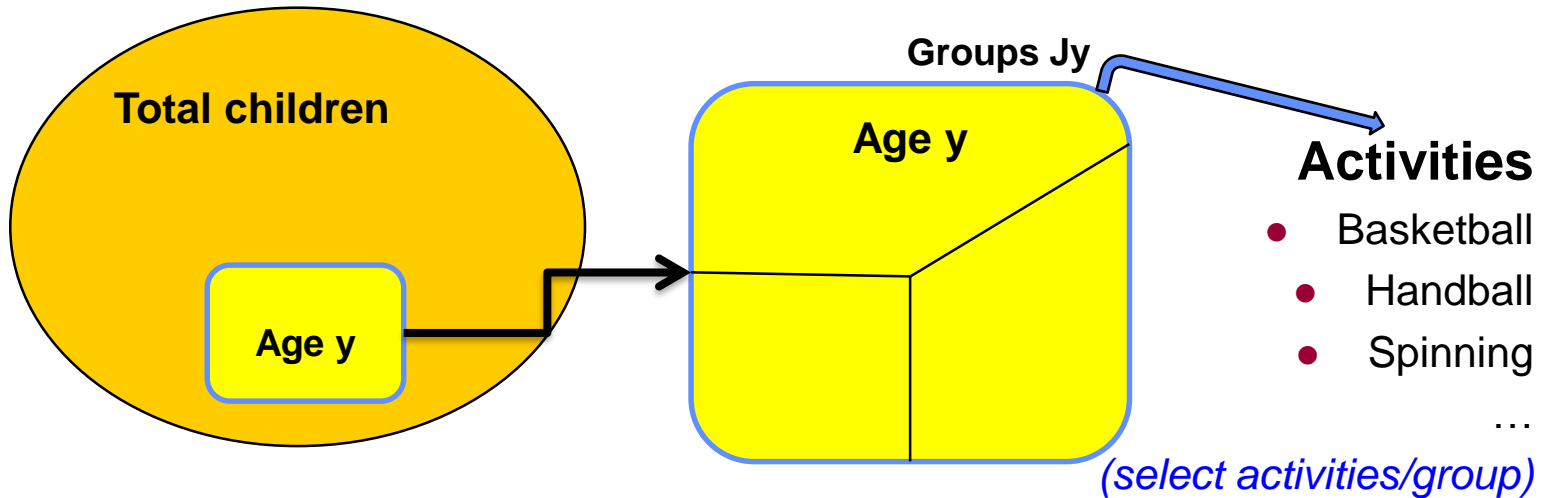 Total children
Age y
Groups Jy
Age y
Activities
● Basketball
● Handball
● Spinning
…
(select activities/group)